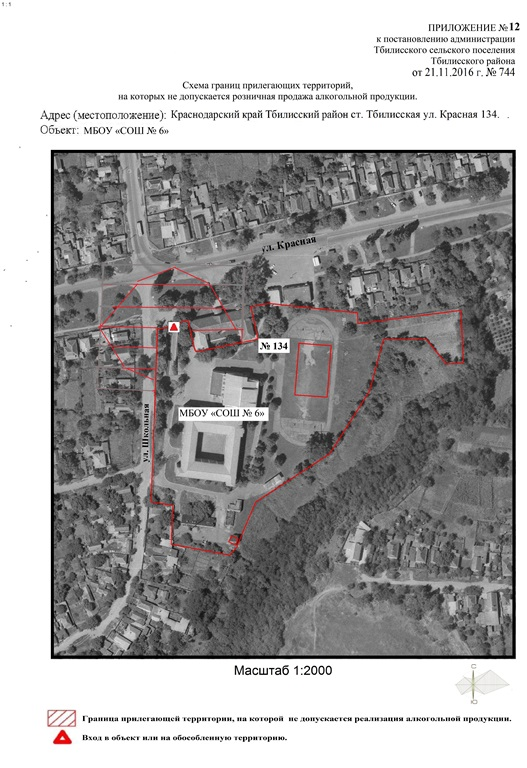 1:1
ПРИЛОЖЕНИЕ №12
к постановлению администрации
Тбилисского сельского поселения
Тбилисского района
от 21.11.2016 г. № 744
Схема границ прилегающих территорий,
на которых не допускается розничная продажа алкогольной продукции.
Адрес (местоположение): Краснодарский край Тбилисский район ст. Тбилисская ул. Красная 134.
Объект: МБОУ «СОШ № 6»
ул. Красная
№ 134
МБОУ «СОШ № 6»
ул. Школьная
Масштаб 1:2000
С
Ю
Граница прилегающей территории, на которой не допускается реализация алкогольной продукции.
Вход в объект или на обособленную территорию.